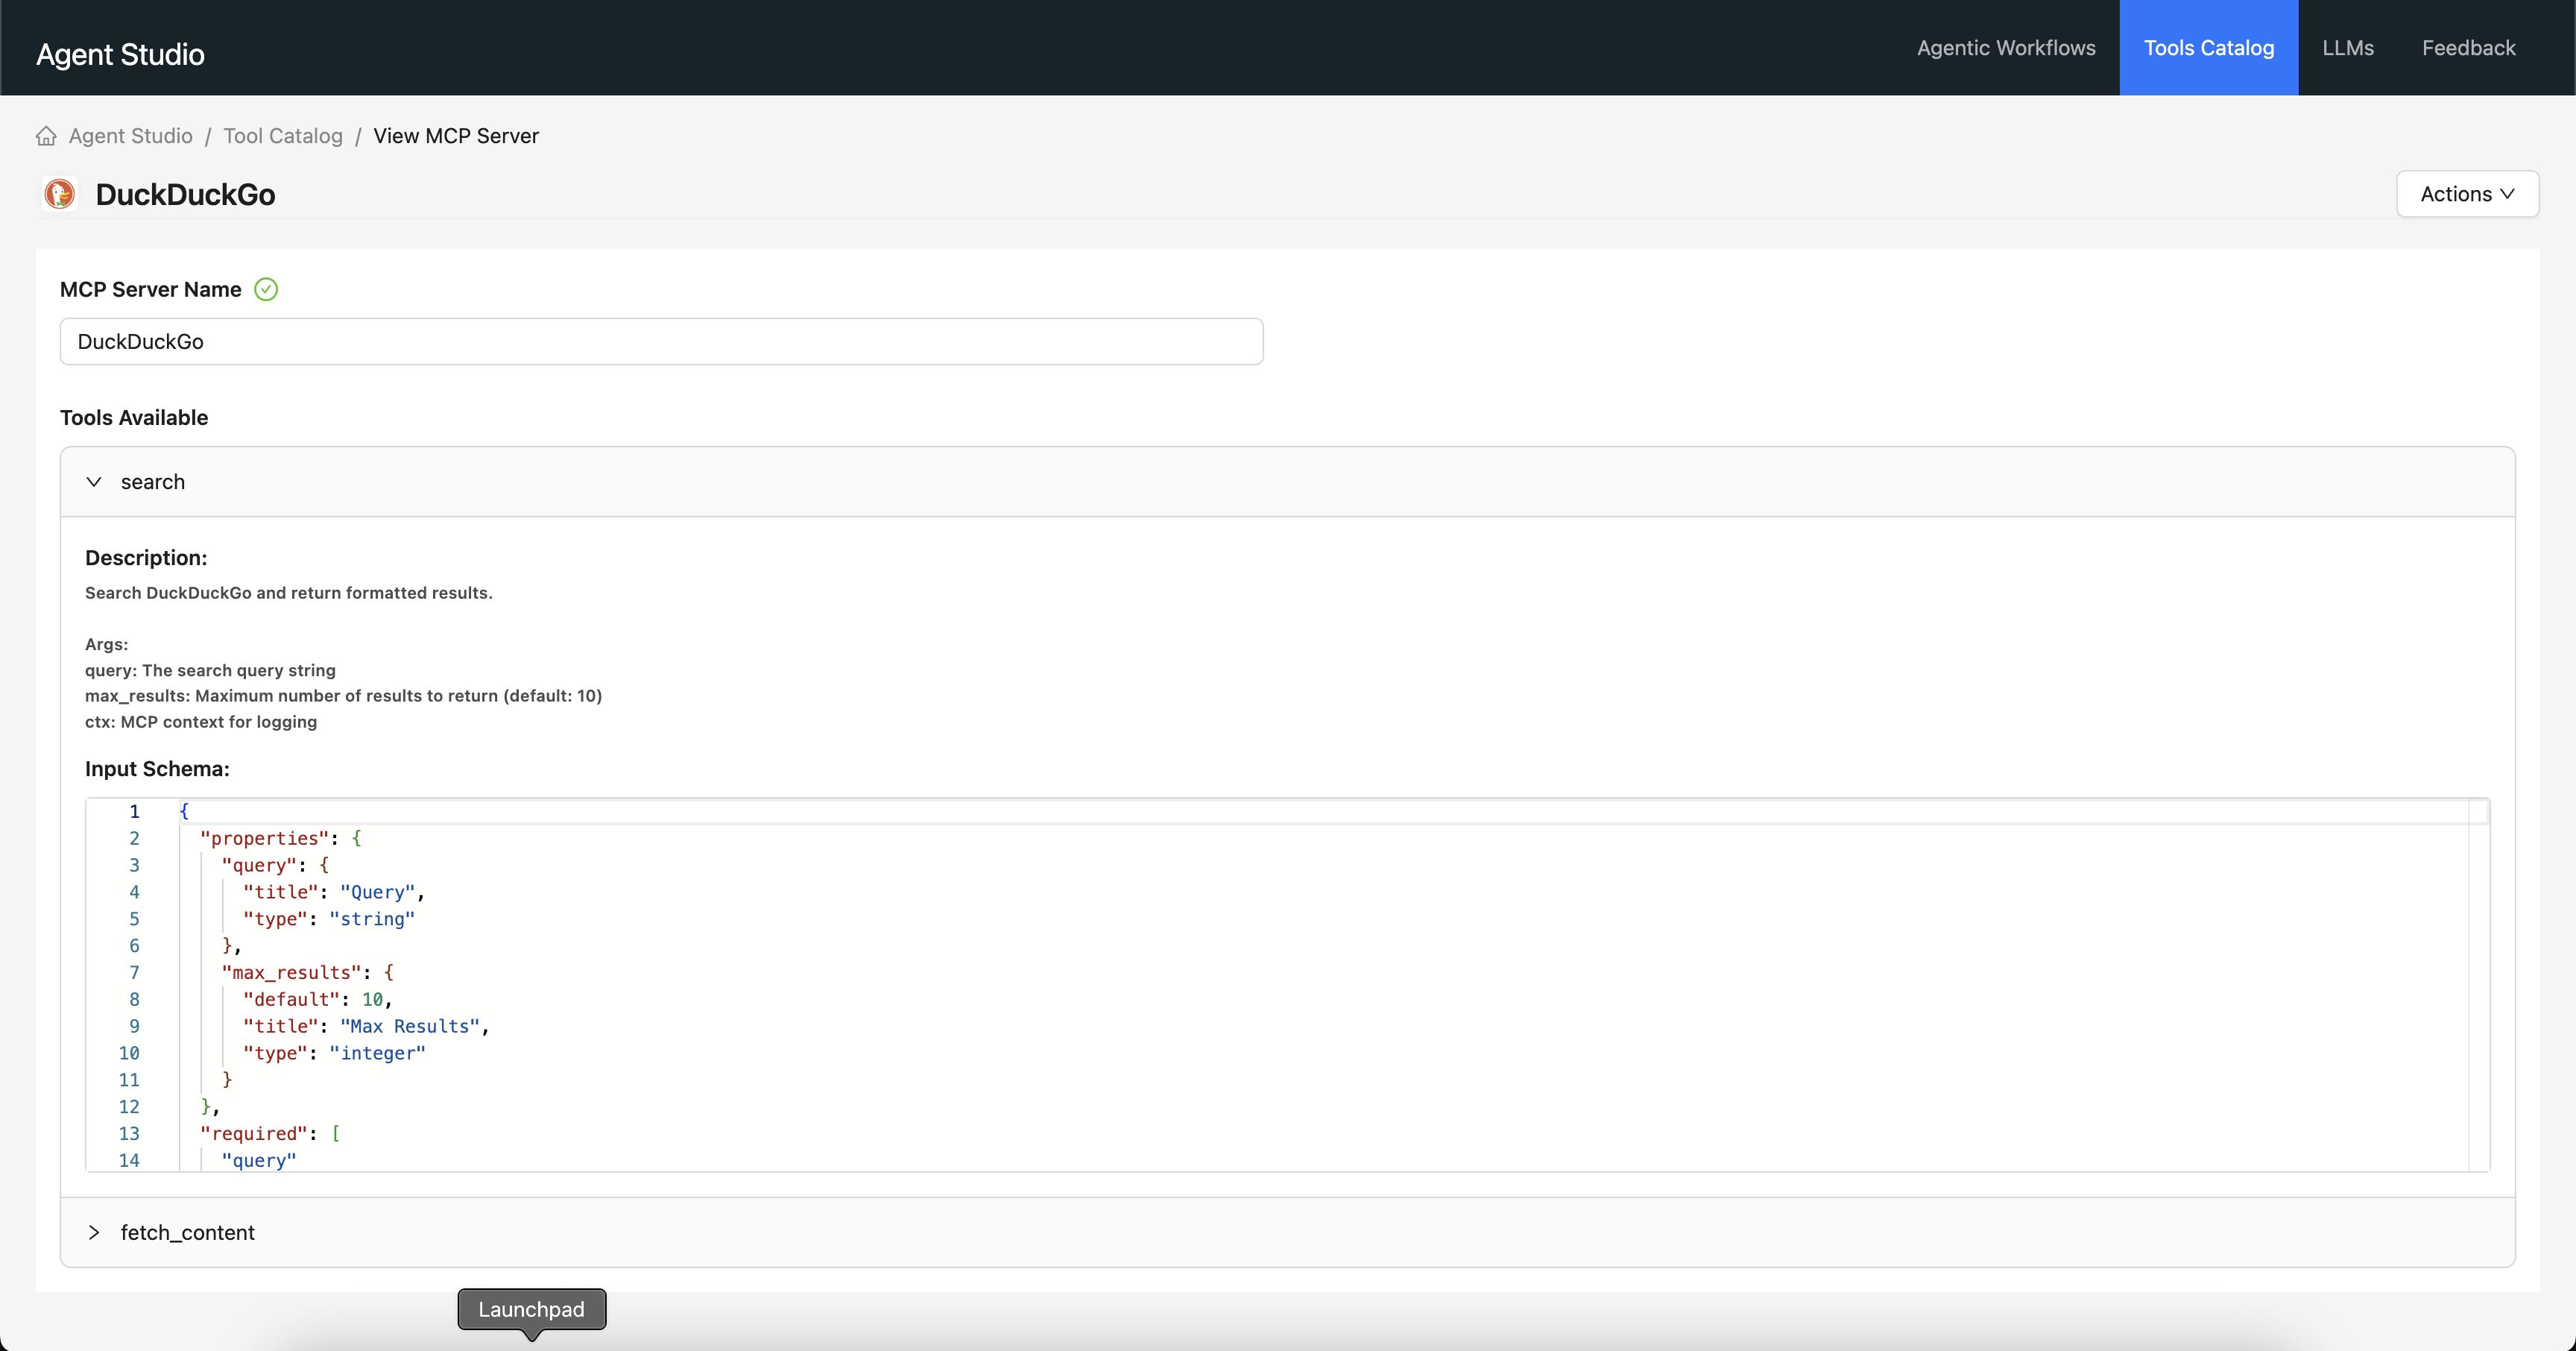 Agent Studio
Agentic Workflows
Tools Catalog
LLMs
Feedback
Agent Studio / Tool Catalog / View MCP Server
DuckDuckGo
Actions
MCP Server Name
DuckDuckGo
Tools Available
search
Description:
Search DuckDuckGo and return formatted results.
Args:
query: The search query string
max_results: Maximum number of results to return (default: 10)
ctx: MCP context for logging
Input Schema:
1 {
2 "properties": {
3 "query": {
4 "title": "Query",
5 "type": "string"
6 },
7 "max_results": {
8 "default": 10,
9 "title": "Max Results",
10 "type": "integer"
11 }
12 },
13 "required": [
14 "query"
fetch_content
Launchpad